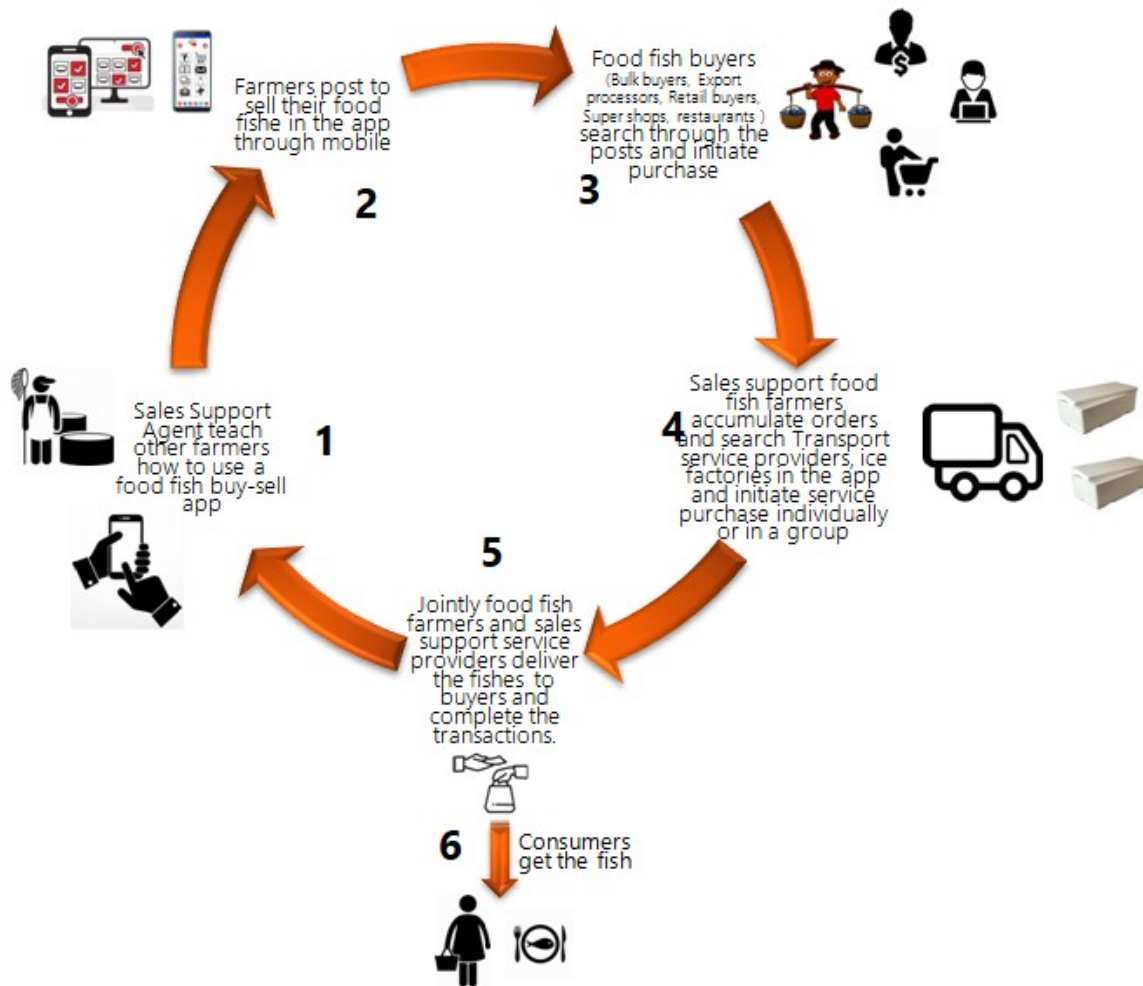 Farmers post to
sell their food
fishe in the app
through mobile
2
Food fish buyers
(Bulk buyers, Export
processors, Retail buyers,
Super shops, restaurants )
search through the
posts and initiate
purchase
3
Sales support food
fish farmers
accumulate orders
and search Transport
service providers, ice
factories in the app
and initiate service
purchase individually
or in a group
4
Sales Support
Agent teach
other farmers
how to use a
food fish buy-sell
app
1
5
Jointly food fish
farmers and sales
support service
providers deliver
the fishes to
buyers and
complete the
transactions.
6
Consumers
get the fish